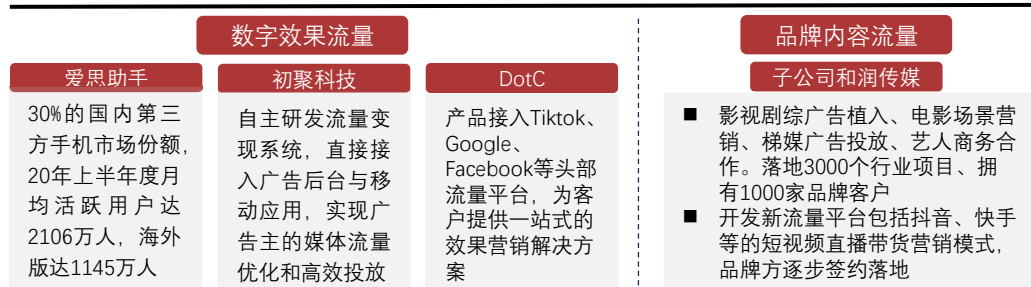 数字效果流量
爱思助手
30%的国内第三
方手机市场份额,
20年上半年度月
均活跃用户达
2106万人，海外
版达1145万人
初聚科技
自主研发流量变
现系统，直接接
入广告后台与移
动应用，实现广
告主的媒体流量
优化和高效投放
DotC
产品接入Tiktok、
Google、
Facebook等头部
流量平台，为客
户提供一站式的
效果营销解决方
案
品牌内容流量
子公司和润传媒
■ 影视剧综广告植入、电影场景营
销、梯媒广告投放、艺人商务合
作。落地3000个行业项目、拥
有1000家品牌客户
■ 开发新流量平台包括抖音、快手
等的短视频直播带货营销模式，
品牌方逐步签约落地